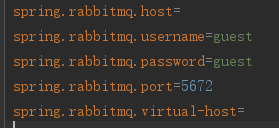 spring.rabbitmq.host=
spring.rabbitmq.username=guest
spring.rabbitmq.password=guest
spring.rabbitmq.port=5672
spring.rabbitmq.virtual-host=